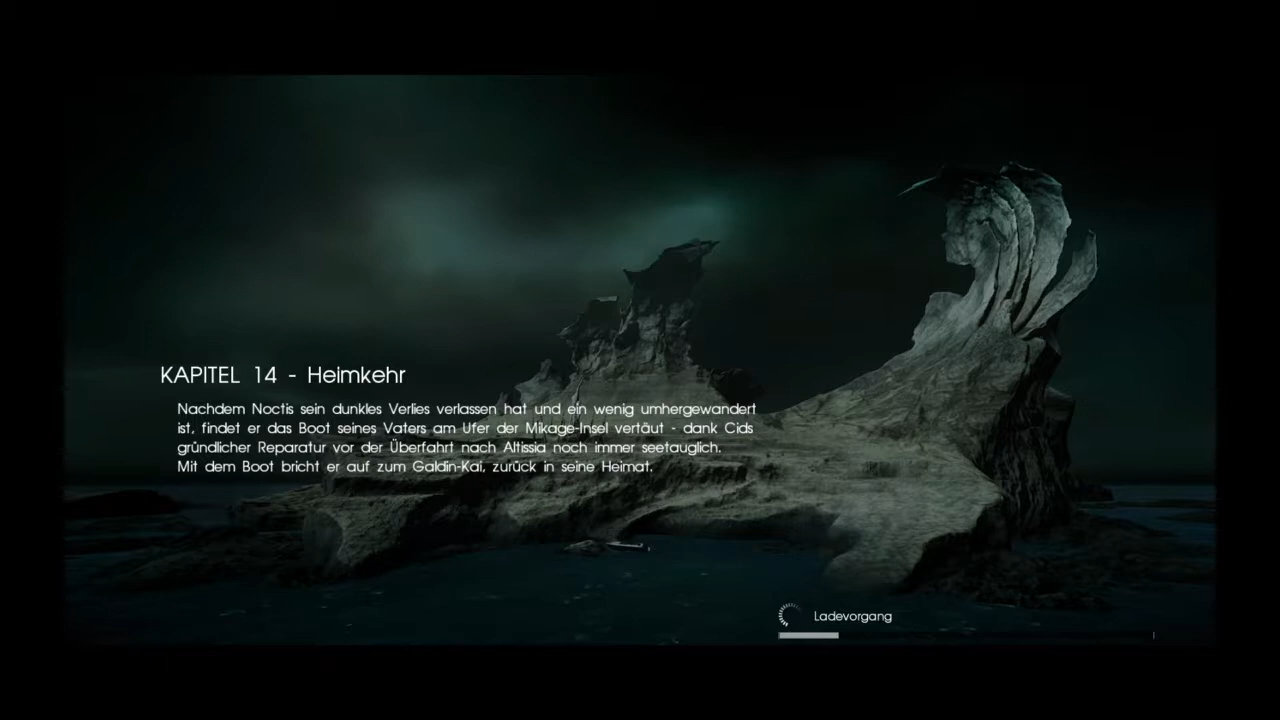 KAPITEL 14 - Heimkehr
Nachdem Noctis sein dunkles Verlies verlassen hat und ein wenig umhergewandert
ist, findet er das Boot seines Vaters am Ufer der Mikage-Insel vertäut - dank Cids
gründlicher Reparatur vor der Überfahrt nach Altissia noch immer seetauglich.
Mit dem Boot bricht er auf zum Galdin-Kai, zurück in seine Heimat.
Ladevorgang